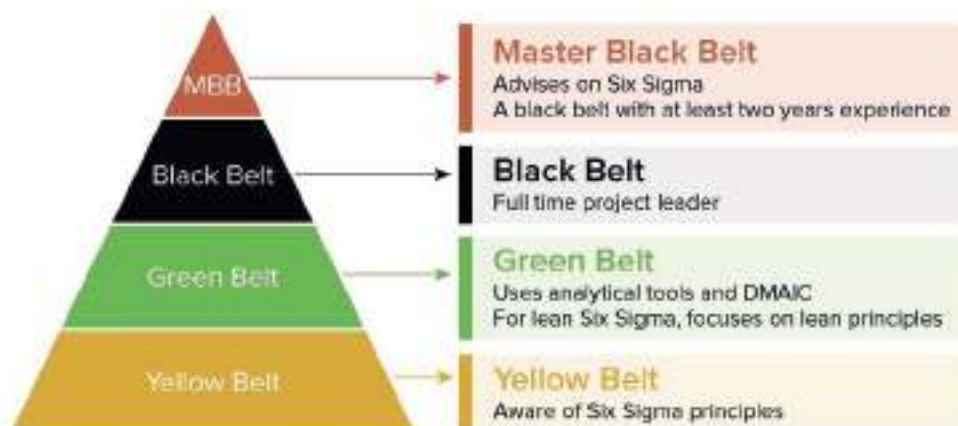 MBB
Master Black Belt
Advises on Six Sigma
A black belt with at least two years experience
Black Belt
Black Belt
Full time project leader
Green Belt
Green Belt
Uses analytical tools and DMAIC
For lean Six Sigma, focuses on lean principles
Yellow Belt
Yellow Belt
Aware of Six Sigma principles